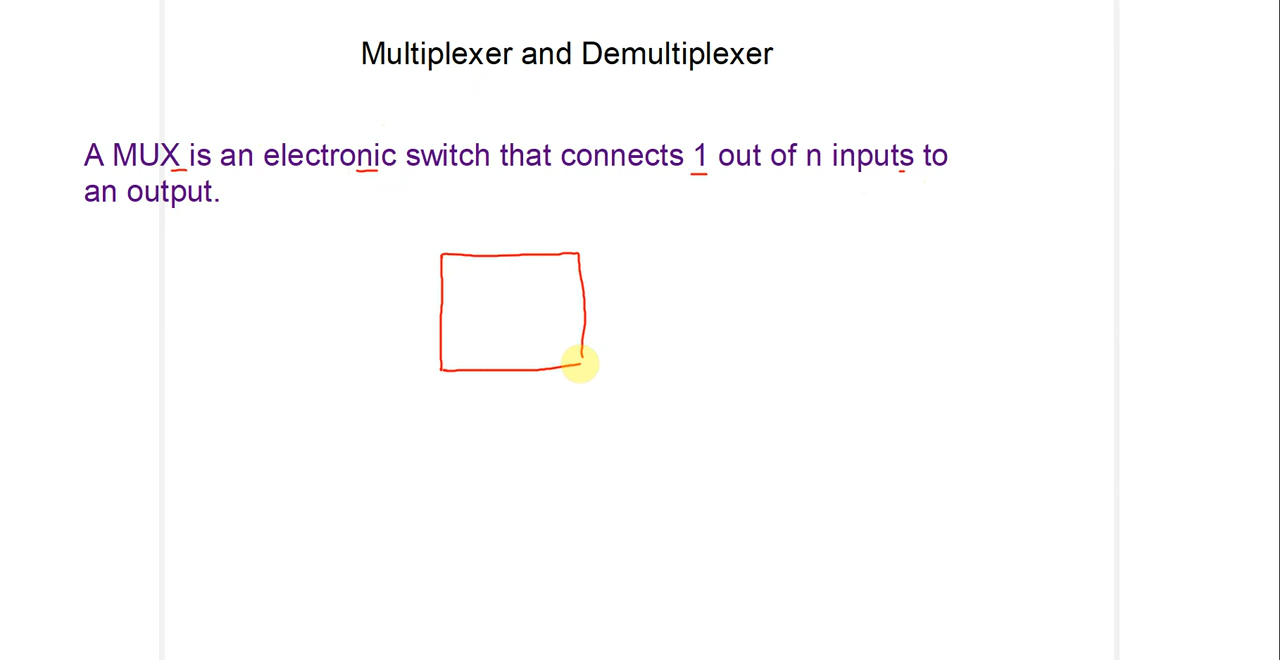 Multiplexer and Demultiplexer
A MUX is an electronic switch that connects 1 out of n inputs to
an output.